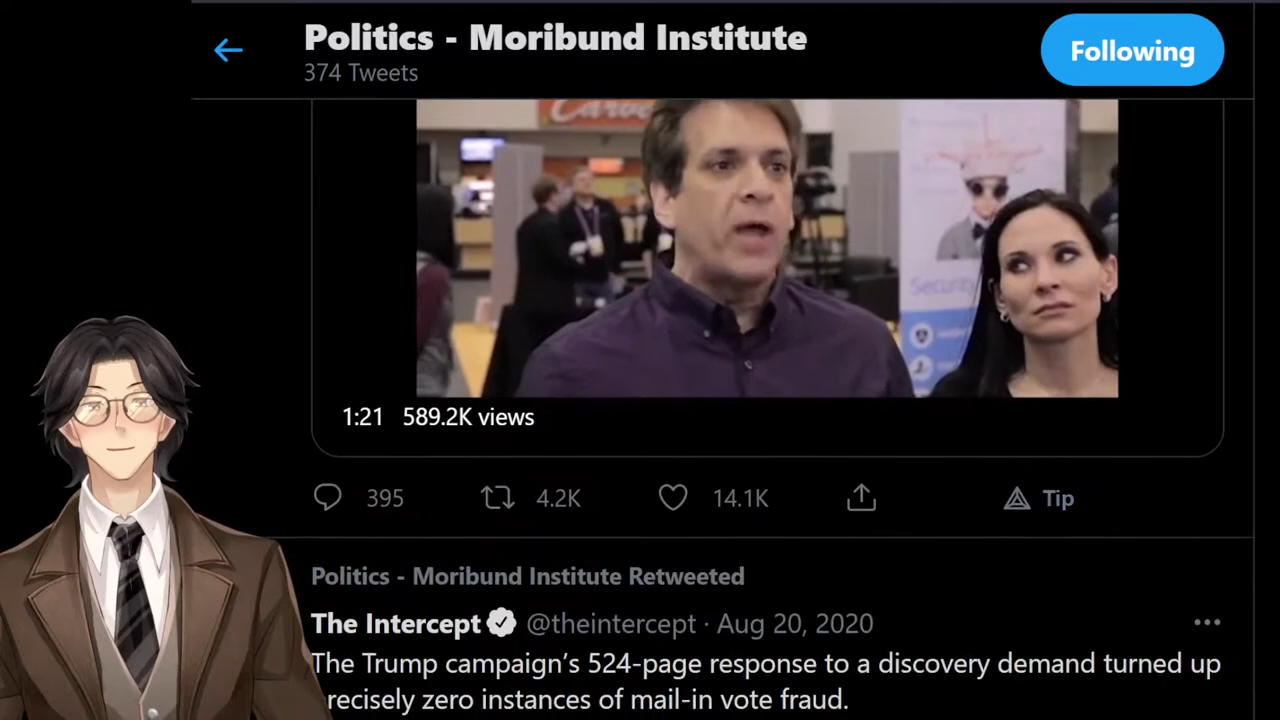 Politics - Moribund Institute
374 Tweets
Following
Security
1:21 589.2K views
395 4.2K 14.1K Tip
Politics - Moribund Institute Retweeted
The Intercept @theintercept · Aug 20, 2020
The Trump campaign's 524-page response to a discovery demand turned up
recisely zero instances of mail-in vote fraud.